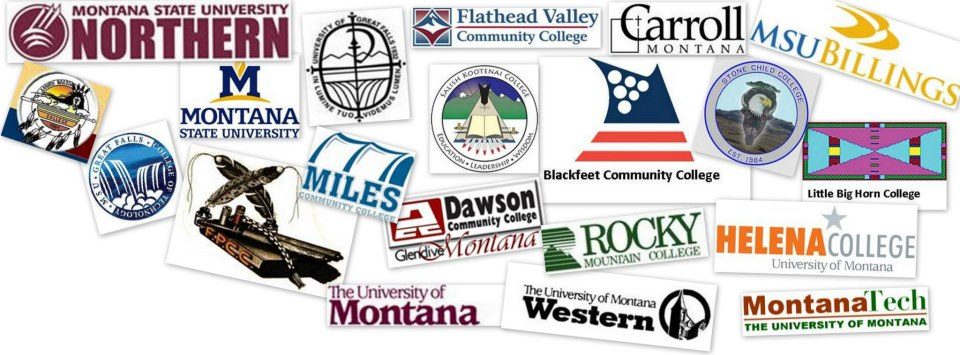 MONTANA STATE UNIVERSITY
NORTHERN
UNIVERSITY OF GREAT FALLS 1932
IN LUMINE TUO VIDEMUS LUMEN
Flathead Valley
Community College
Carroll
MONTANA
MSUBILLINGS
COLLEGE
M
MONTANA
STATE UNIVERSITY
SALISH KOOTENAI COLLEGE
EDUCATION • LEADERSHIP • WISDOM
Blackfeet Community College
STONE CHILD COLLEGE
EST 1984
Little Big Horn College
MSU - GREAT FALLS - COLLEGE OF TECHNOLOGY
FPCC
MILES
COMMUNITY COLLEGE
Dawson
Community College
Glendive Montana
ROCKY
MOUNTAIN COLLEGE
HELENACOLLEGE
University of Montana
The University of
Montana
The University of Montana
Western
MontanaTech
THE UNIVERSITY OF MONTANA